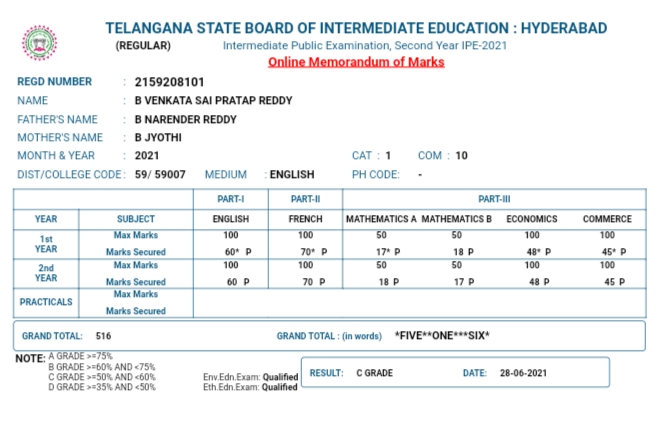 TELANGANA STATE BOARD OF INTERMEDIATE EDUCATION : HYDERABAD
(REGULAR) Intermediate Public Examination, Second Year IPE-2021
Online Memorandum of Marks
REGD NUMBER : 2159208101
NAME : B VENKATA SAI PRATAP REDDY
FATHER'S NAME : B NARENDER REDDY
MOTHER'S NAME : B JYOTHI
MONTH & YEAR : 2021 CAT : 1 COM : 10
DIST/COLLEGE CODE : 59/ 59007 MEDIUM : ENGLISH PH CODE: -
PART-I PART-II PART-III
YEAR SUBJECT ENGLISH FRENCH MATHEMATICS A MATHEMATICS B ECONOMICS COMMERCE
1st YEAR Max Marks 100 100 50 50 100 100
Marks Secured 60* P 70* P 17* P 18 P 48* P 45* P
2nd YEAR Max Marks 100 100 50 50 100 100
Marks Secured 60 P 70 P 18 P 17 P 48 P 45 P
PRACTICALS Max Marks
Marks Secured
GRAND TOTAL: 516 GRAND TOTAL : (in words) *FIVE**ONE***SIX*
NOTE: A GRADE >=75%
B GRADE >=60% AND <75%
C GRADE >=50% AND <60% Env.Edn.Exam: Qualified RESULT: C GRADE DATE: 28-06-2021
D GRADE >=35% AND <50% Eth.Edn.Exam: Qualified